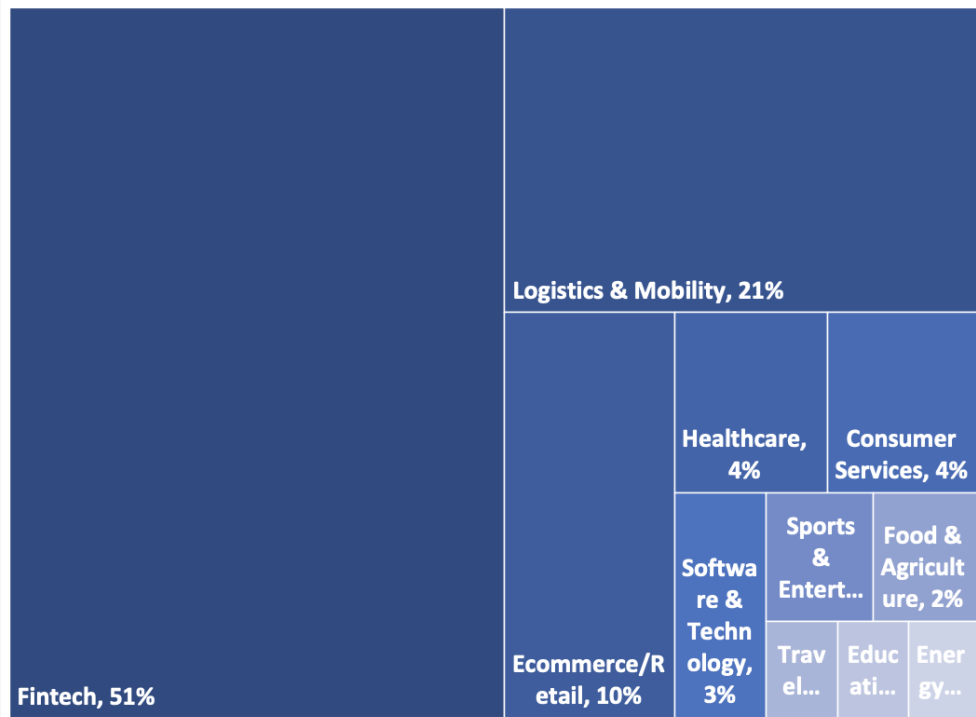 Fintech, 51%
Logistics & Mobility, 21%
Ecommerce/R
etail, 10%
Healthcare,
4%
Consumer
Services, 4%
Softwa
re &
Techn
ology,
3%
Sports
&
Entert...
Food &
Agricult
ure, 2%
Trav
el...
Educ
ati...
Ener
gy...